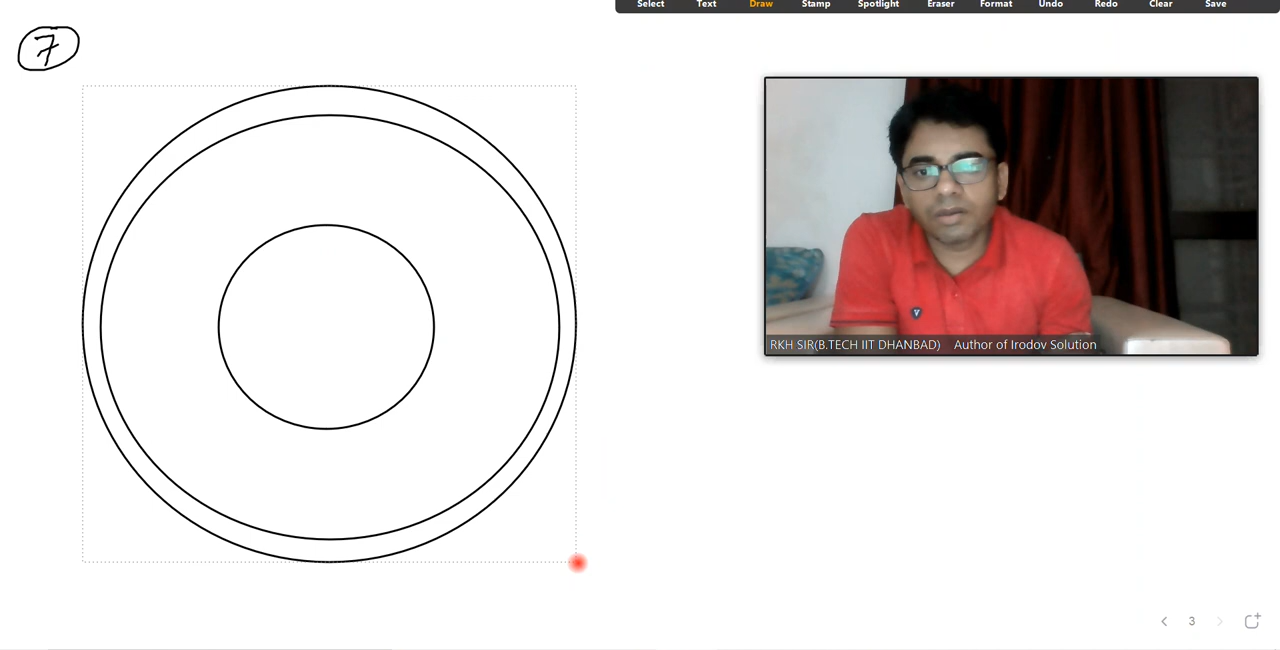 Select Text Draw Stamp Spotlight Eraser Format Undo Redo Clear Save
7
RKH SIR(B.TECH IIT DHANBAD) Author of Irodov Solution
3